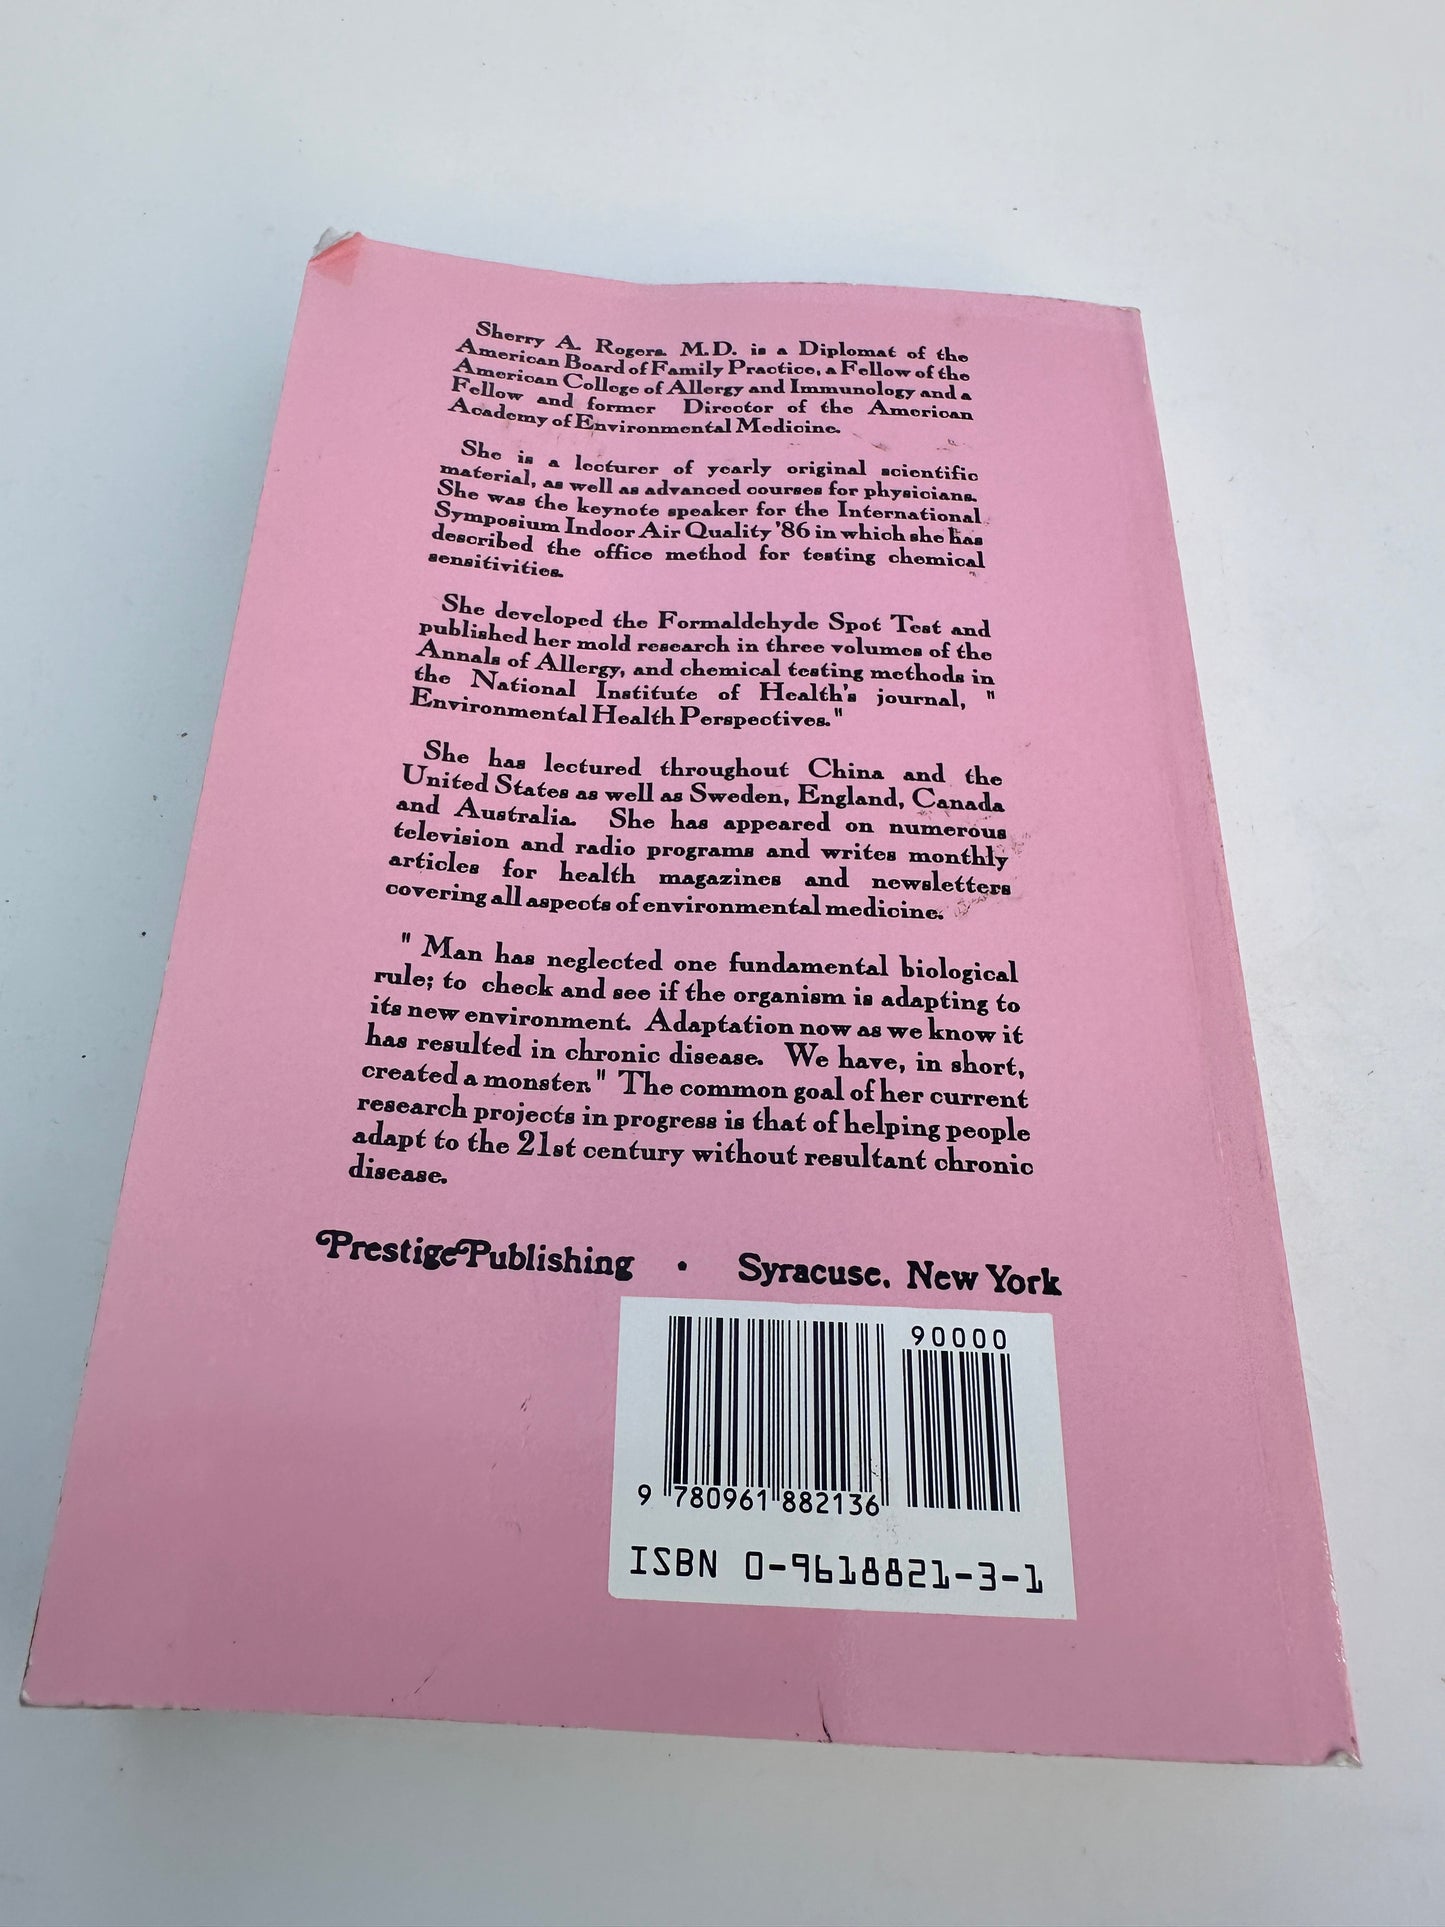 Sherry A. Rogers. M.D. is a Diplomat of the
American Board of Family Practice, a Fellow of the
American College of Allergy and Immunology and a
Fellow and former Director of the American
Academy of Environmental Medicine.
She is a lecturer of yearly original scientific
material, as well as advanced courses for physicians.
She was the keynote speaker for the International
Symposium Indoor Air Quality '86 in which she has
described the office method for testing chemical
sensitivities.
She developed the Formaldehyde Spot Test and
published her mold research in three volumes of the
Annals of Allergy, and chemical testing methods in
the National Institute of Health's journal, "
Environmental Health Perspectives."
She has lectured throughout China and the
United States as well as Sweden, England, Canada
and Australia. She has appeared on numerous
television and radio programs and writes monthly
articles for health magazines and newsletters
covering all aspects of environmental medicine.
" Man has neglected one fundamental biological
rule; to check and see if the organism is adapting to
its new environment. Adaptation now as we know it
has resulted in chronic disease. We have, in short,
created a monster." The common goal of her current
research projects in progress is that of helping people
adapt to the 21st century without resultant chronic
disease.
Prestige Publishing • Syracuse, New York
90000
9 780961 882136
ISBN 0-9618821-3-1